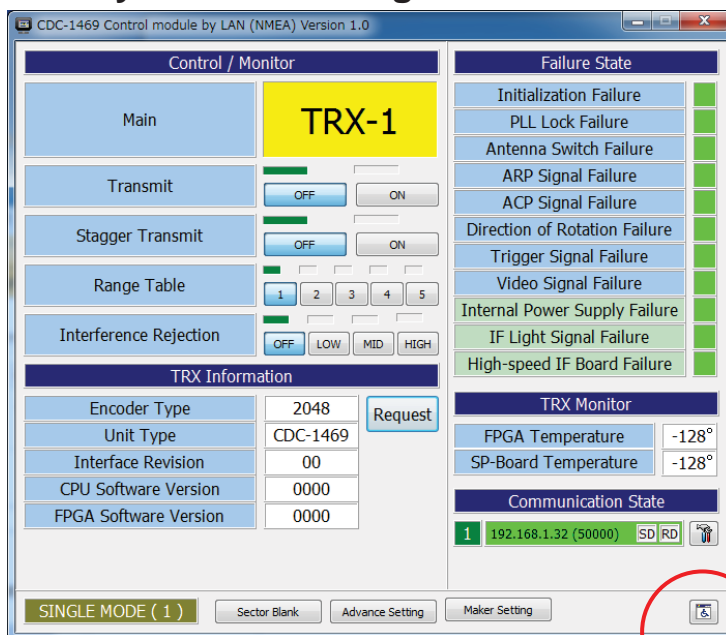 CDC-1469 Control module by LAN (NMEA) Version 1.0
Control / Monitor
Main
TRX-1
Transmit
OFF ON
Stagger Transmit
OFF ON
Range Table
1 2 3 4 5
Interference Rejection
OFF LOW MID HIGH
TRX Information
Encoder Type 2048
Request
Unit Type CDC-1469
Interface Revision 00
CPU Software Version 0000
FPGA Software Version 0000
Failure State
Initialization Failure
PLL Lock Failure
Antenna Switch Failure
ARP Signal Failure
ACP Signal Failure
Direction of Rotation Failure
Trigger Signal Failure
Video Signal Failure
Internal Power Supply Failure
IF Light Signal Failure
High-speed IF Board Failure
TRX Monitor
FPGA Temperature -128°
SP-Board Temperature -128°
Communication State
1 192.168.1.32 (50000) SD RD
SINGLE MODE ( 1 ) Sector Blank Advance Setting Maker Setting